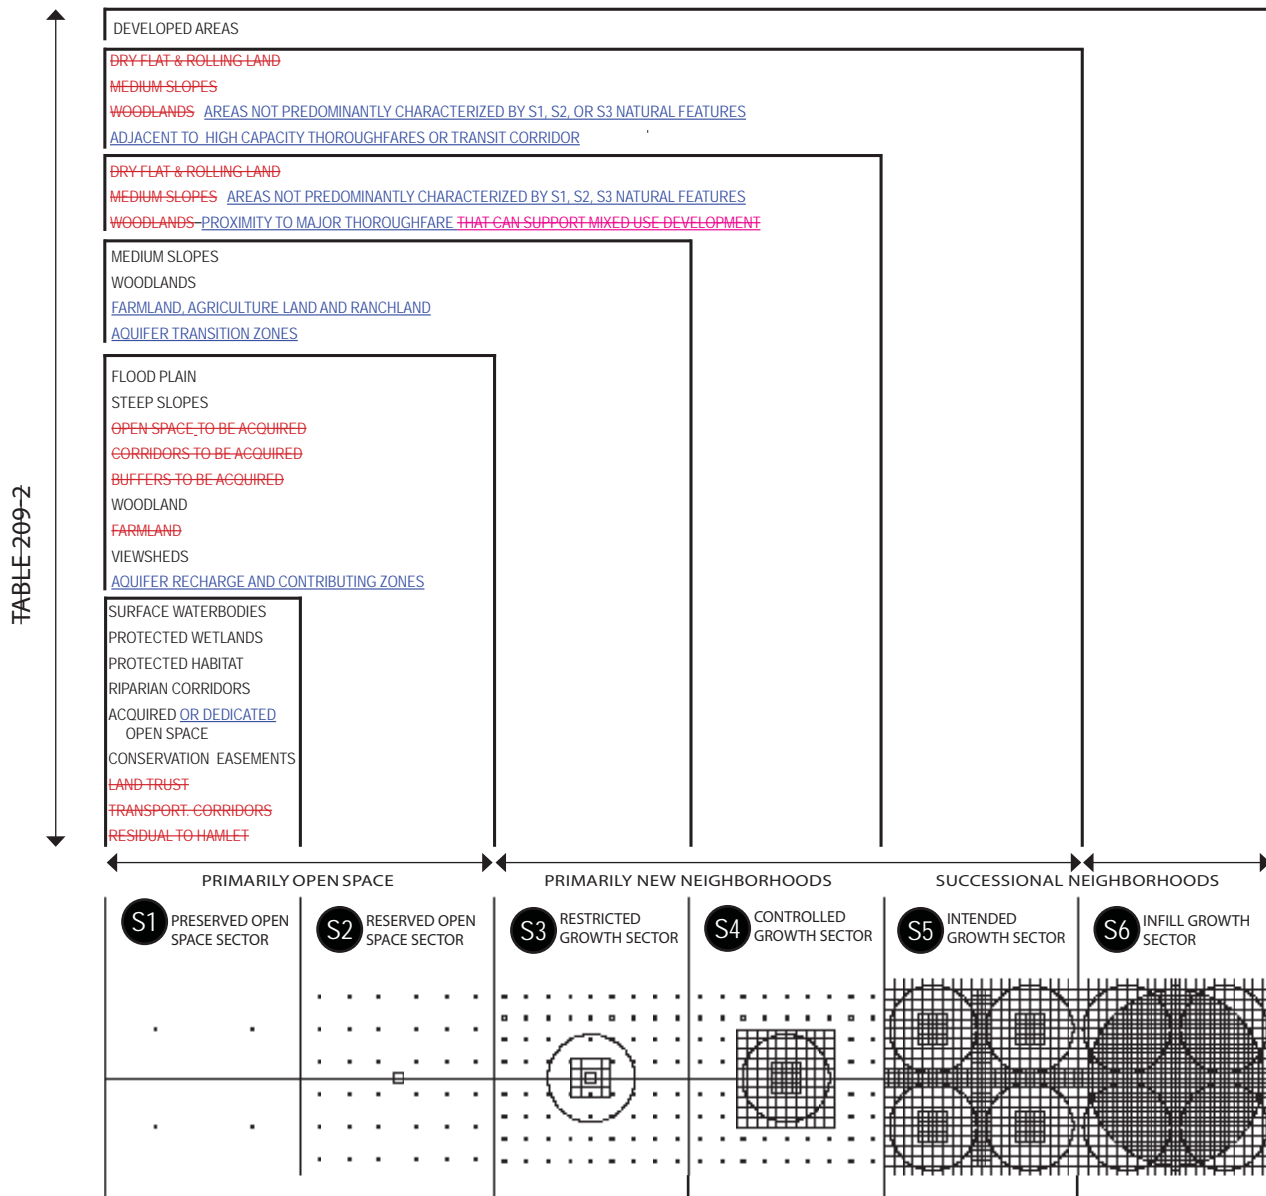 DEVELOPED AREAS
DRY FLAT & ROLLING LAND
MEDIUM SLOPES
WOODLANDS AREAS NOT PREDOMINANTLY CHARACTERIZED BY S1, S2, OR S3 NATURAL FEATURES
ADJACENT TO HIGH CAPACITY THOROUGHFARES OR TRANSIT CORRIDOR
DRY FLAT & ROLLING LAND
MEDIUM SLOPES AREAS NOT PREDOMINANTLY CHARACTERIZED BY S1, S2, S3 NATURAL FEATURES
WOODLANDS PROXIMITY TO MAJOR THOROUGHFARE THAT CAN SUPPORT MIXED USE DEVELOPMENT
MEDIUM SLOPES
WOODLANDS
FARMLAND, AGRICULTURE LAND AND RANCHLAND
AQUIFER TRANSITION ZONES
FLOOD PLAIN
STEEP SLOPES
OPEN SPACE TO BE ACQUIRED
CORRIDORS TO BE ACQUIRED
BUFFERS TO BE ACQUIRED
WOODLAND
FARMLAND
VIEWSHEDS
AQUIFER RECHARGE AND CONTRIBUTING ZONES
SURFACE WATERBODIES
PROTECTED WETLANDS
PROTECTED HABITAT
RIPARIAN CORRIDORS
ACQUIRED OR DEDICATED
OPEN SPACE
CONSERVATION EASEMENTS
LAND TRUST
TRANSPORT. CORRIDORS
RESIDUAL TO HAMLET
TABLE 209-2
PRIMARILY OPEN SPACE
PRIMARILY NEW NEIGHBORHOODS
SUCCESSIONAL NEIGHBORHOODS
S1 PRESERVED OPEN
SPACE SECTOR
S2 RESERVED OPEN
SPACE SECTOR
S3 RESTRICTED
GROWTH SECTOR
S4 CONTROLLED
GROWTH SECTOR
S5 INTENDED
GROWTH SECTOR
S6 INFILL GROWTH
SECTOR